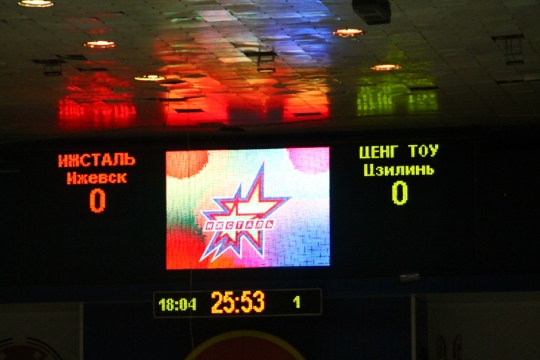 ИЖСТАЛЬ
Ижевск
0
ИЖСТАЛЬ
ЦЕНГ ТОУ
Цзилинь
0
18:04 25:53 1